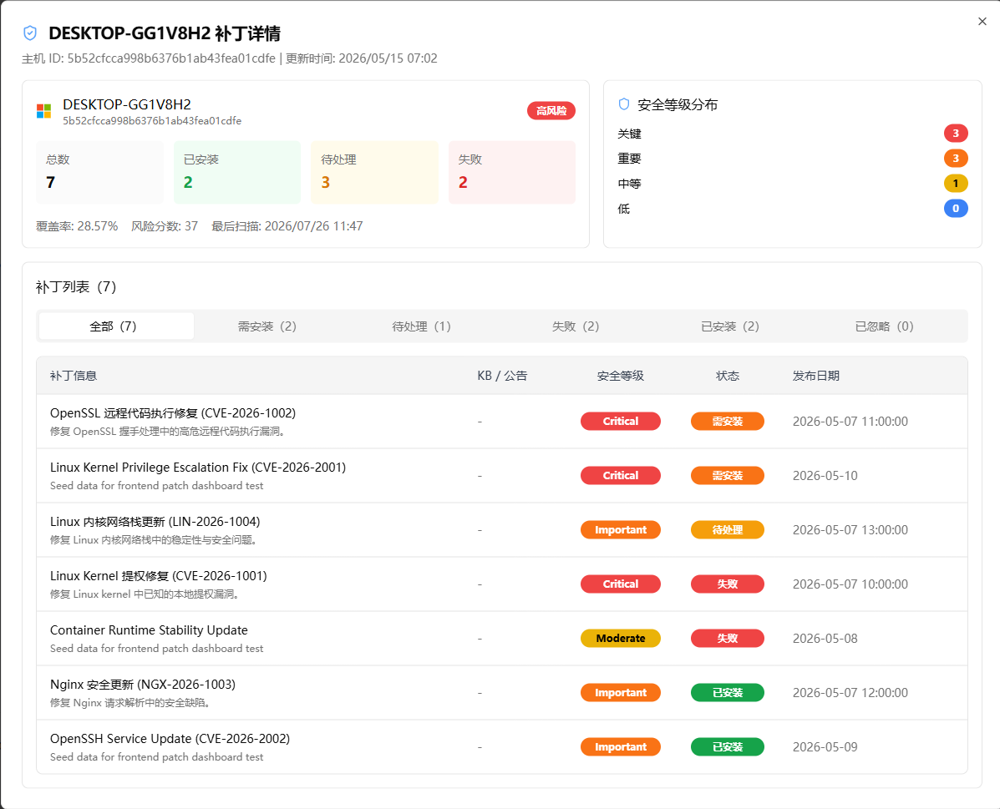 DESKTOP-GG1V8H2 补丁详情
主机 ID: 5b52cfcca998b6376b1ab43fea01cdfe | 更新时间: 2026/05/15 07:02
DESKTOP-GG1V8H2
5b52cfcca998b6376b1ab43fea01cdfe
高风险
总数
7
已安装
2
待处理
3
失败
2
覆盖率: 28.57% 风险分数: 37 最后扫描: 2026/07/26 11:47
安全等级分布
关键 3
重要 3
中等 1
低 0
补丁列表（7）
全部（7） 需安装（2） 待处理（1） 失败（2） 已安装（2） 已忽略（0）
补丁信息 KB / 公告 安全等级 状态 发布日期
OpenSSL 远程代码执行修复 (CVE-2026-1002)
修复 OpenSSL 握手处理中的高危远程代码执行漏洞。
- Critical 需安装 2026-05-07 11:00:00
Linux Kernel Privilege Escalation Fix (CVE-2026-2001)
Seed data for frontend patch dashboard test
- Critical 需安装 2026-05-10
Linux 内核网络栈更新 (LIN-2026-1004)
修复 Linux 内核网络栈中的稳定性与安全问题。
- Important 待处理 2026-05-07 13:00:00
Linux Kernel 提权修复 (CVE-2026-1001)
修复 Linux kernel 中已知的本地提权漏洞。
- Critical 失败 2026-05-07 10:00:00
Container Runtime Stability Update
Seed data for frontend patch dashboard test
- Moderate 失败 2026-05-08
Nginx 安全更新 (NGX-2026-1003)
修复 Nginx 请求解析中的安全缺陷。
- Important 已安装 2026-05-07 12:00:00
OpenSSH Service Update (CVE-2026-2002)
Seed data for frontend patch dashboard test
- Important 已安装 2026-05-09